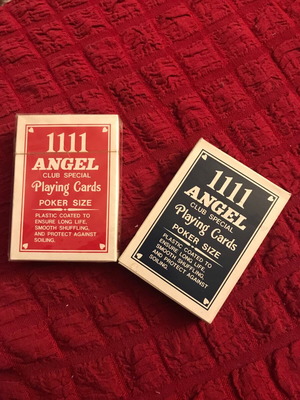 1111
ANGEL
CLUB SPECIAL
Playing Cards
POKER SIZE
PLASTIC COATED TO
ENSURE LONG LIFE,
SMOOTH SHUFFLING,
AND PROTECT AGAINST
SOILING.
1111
ANGEL
CLUB SPECIAL
Playing Cards
POKER SIZE
PLASTIC COATED TO
ENSURE LONG LIFE,
SMOOTH SHUFFLING,
AND PROTECT AGAINST
SOILING.